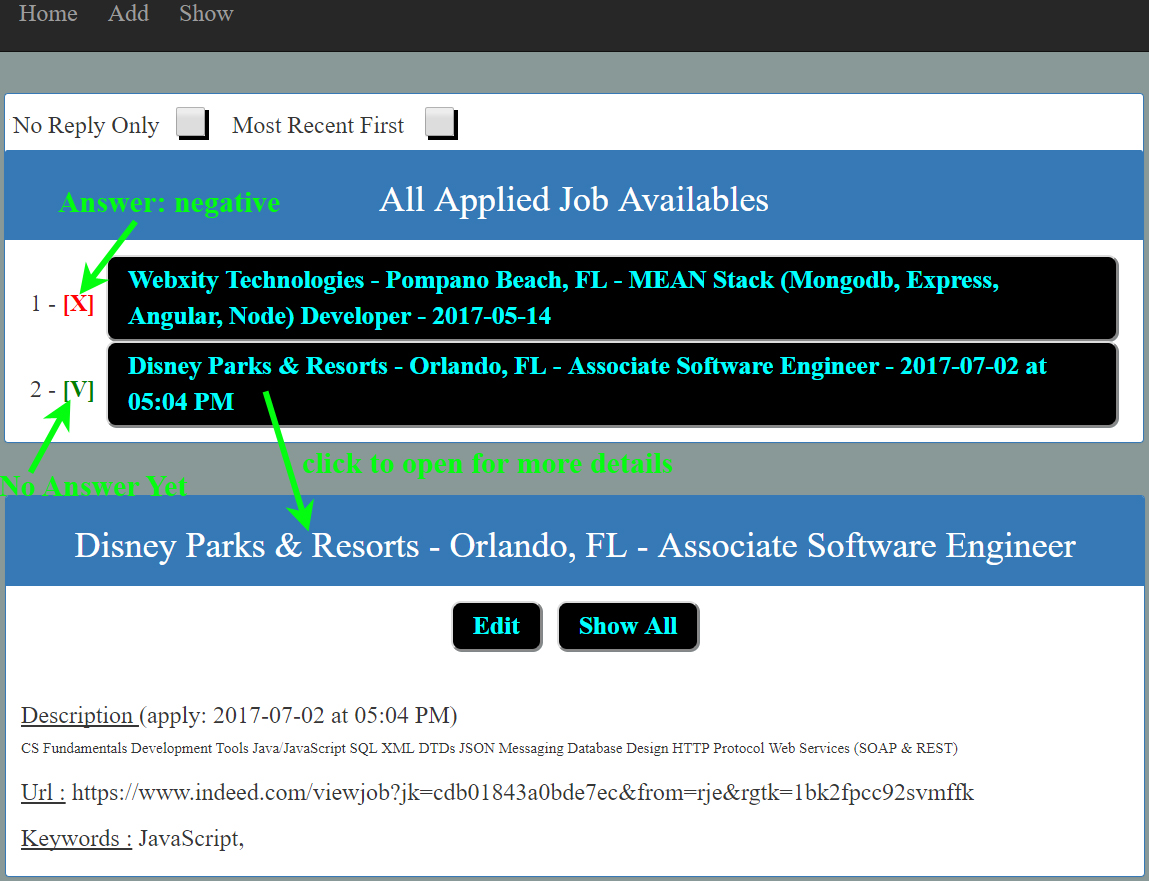 Home Add Show
No Reply Only Most Recent First
Answer: negative
All Applied Job Availables
1 - [X]
Webxity Technologies - Pompano Beach, FL - MEAN Stack (Mongodb, Express,
Angular, Node) Developer - 2017-05-14
2 - [V]
Disney Parks & Resorts - Orlando, FL - Associate Software Engineer - 2017-07-02 at
05:04 PM
click to open for more details
No Answer Yet
Disney Parks & Resorts - Orlando, FL - Associate Software Engineer
Edit Show All
Description (apply: 2017-07-02 at 05:04 PM)
CS Fundamentals Development Tools Java/JavaScript SQL XML DTDs JSON Messaging Database Design HTTP Protocol Web Services (SOAP & REST)
Url : https://www.indeed.com/viewjob?jk=cdb01843a0bde7ec&from=rje&rgtk=1bk2fpcc92svmffk
Keywords : JavaScript,